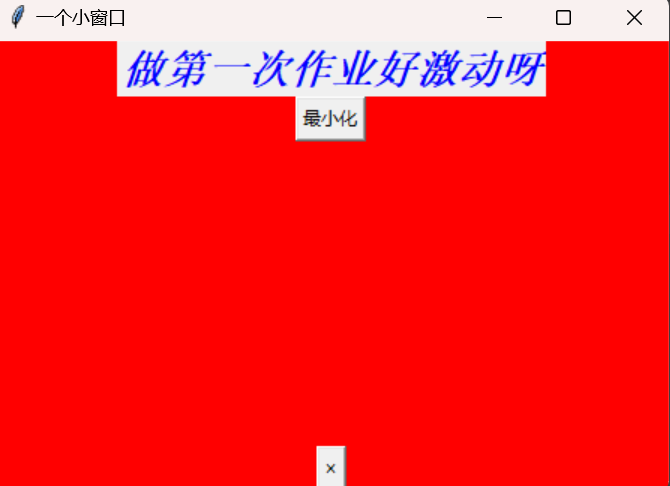 一个小窗口
做第一次作业好激动呀
最小化
×